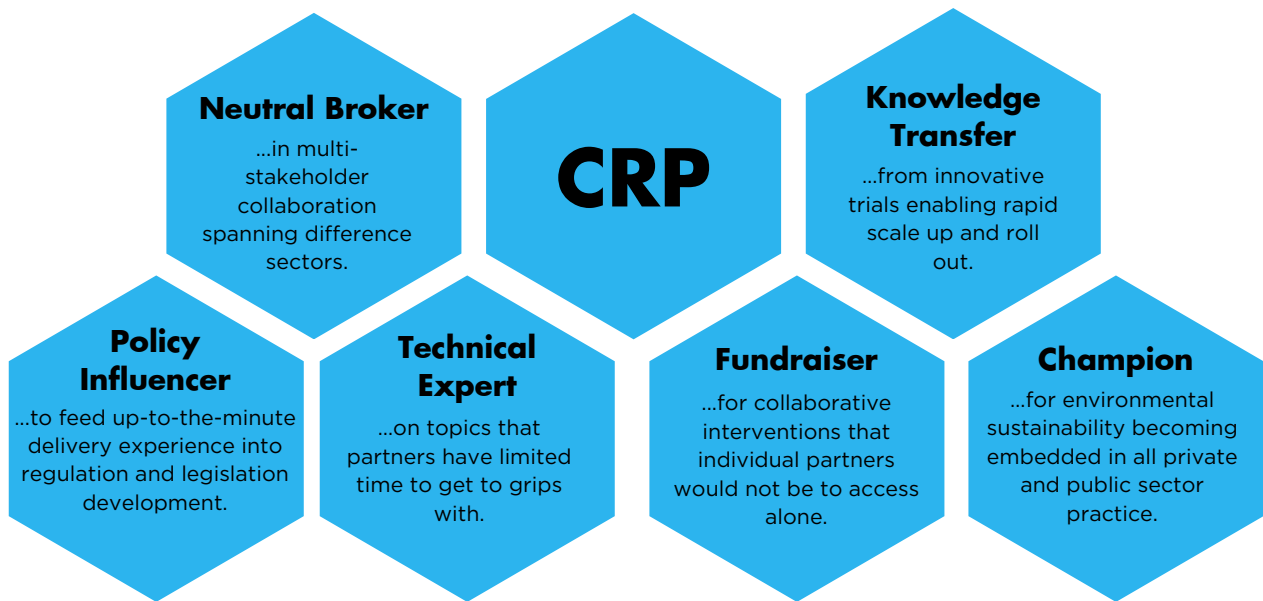 Neutral Broker
...in multi-
stakeholder
collaboration
spanning difference
sectors.
CRP
Knowledge
Transfer
...from innovative
trials enabling rapid
scale up and roll
out.
Policy
Influencer
...to feed up-to-the-minute
delivery experience into
regulation and legislation
development.
Technical
Expert
...on topics that
partners have limited
time to get to grips
with.
Fundraiser
...for collaborative
interventions that
individual partners
would not be to access
alone.
Champion
...for environmental
sustainability becoming
embedded in all private
and public sector
practice.